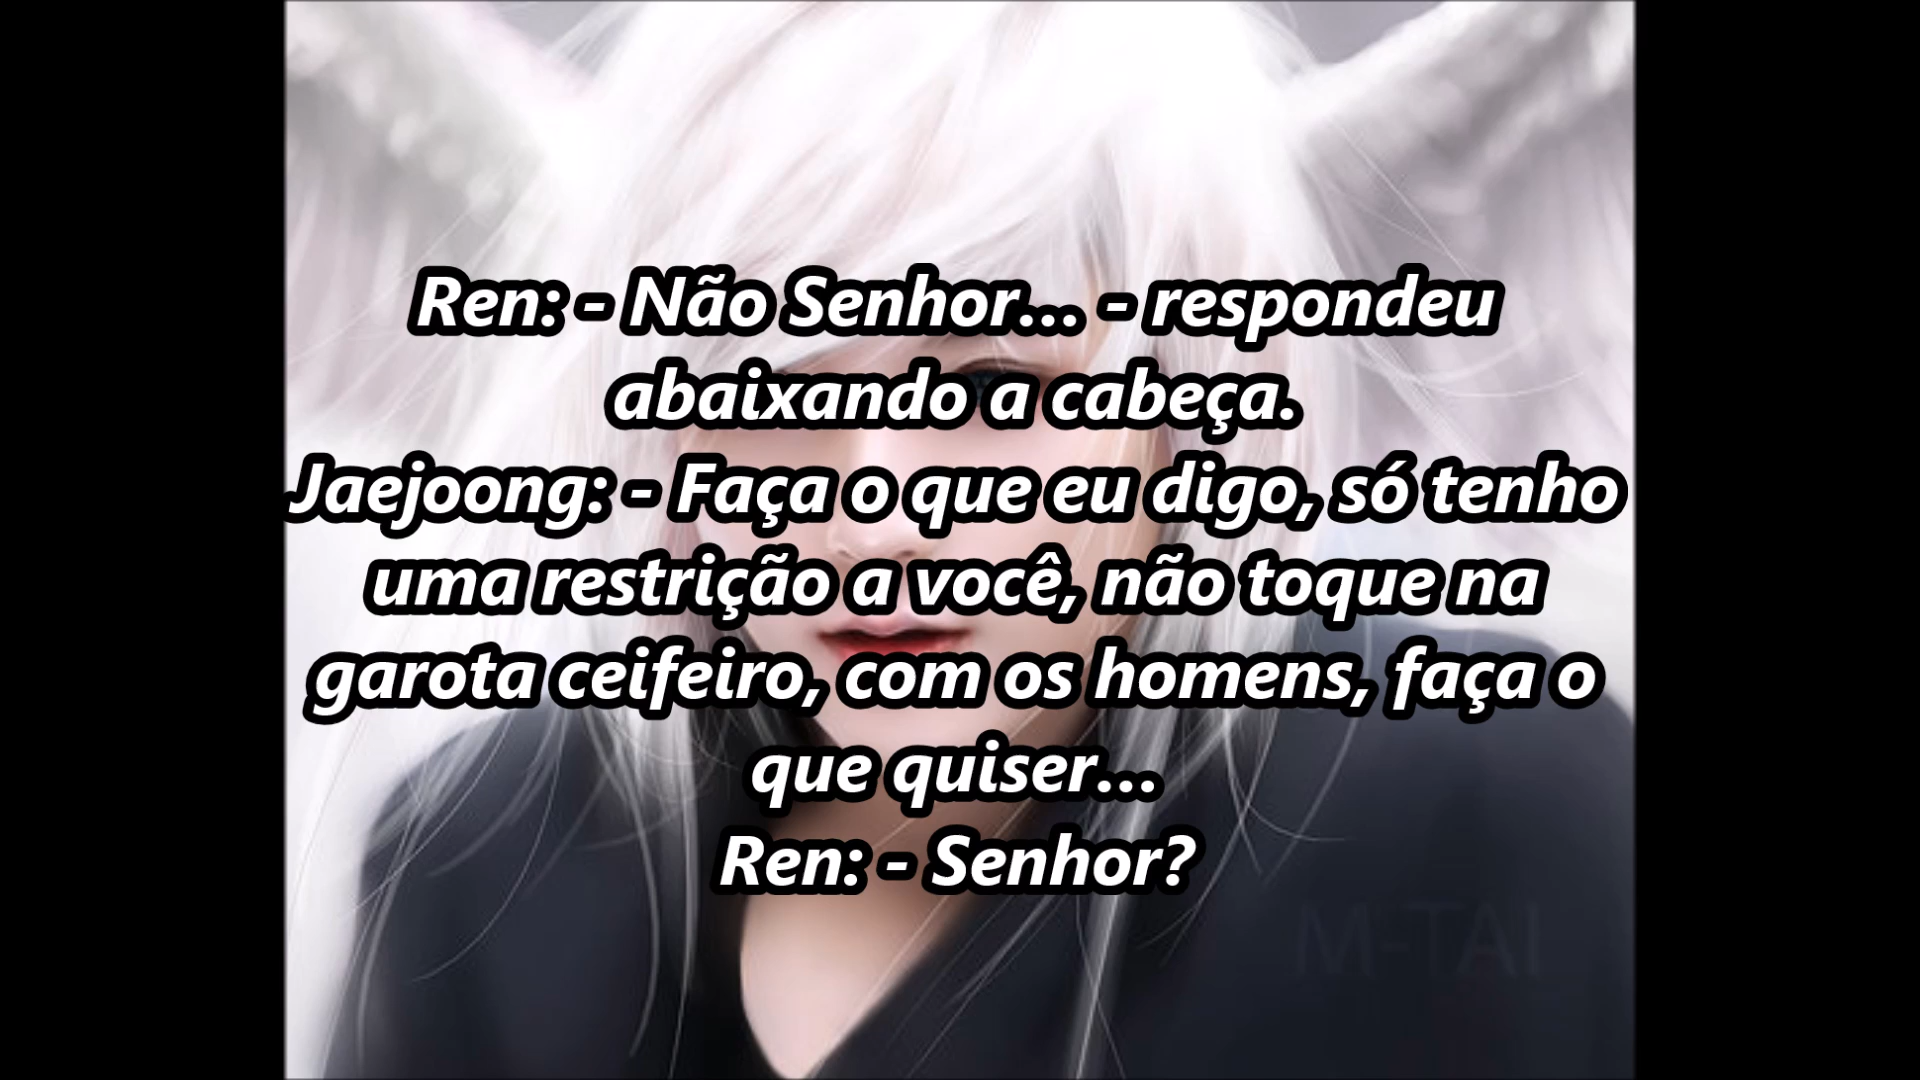 Ren: - Não Senhor... - respondeu
abaixando a cabeça.
Jaejoong: - Faça o que eu digo, só tenho
uma restrição a você, não toque na
garota ceifeiro, com os homens, faça o
que quiser...
Ren: - Senhor?
M-TAI